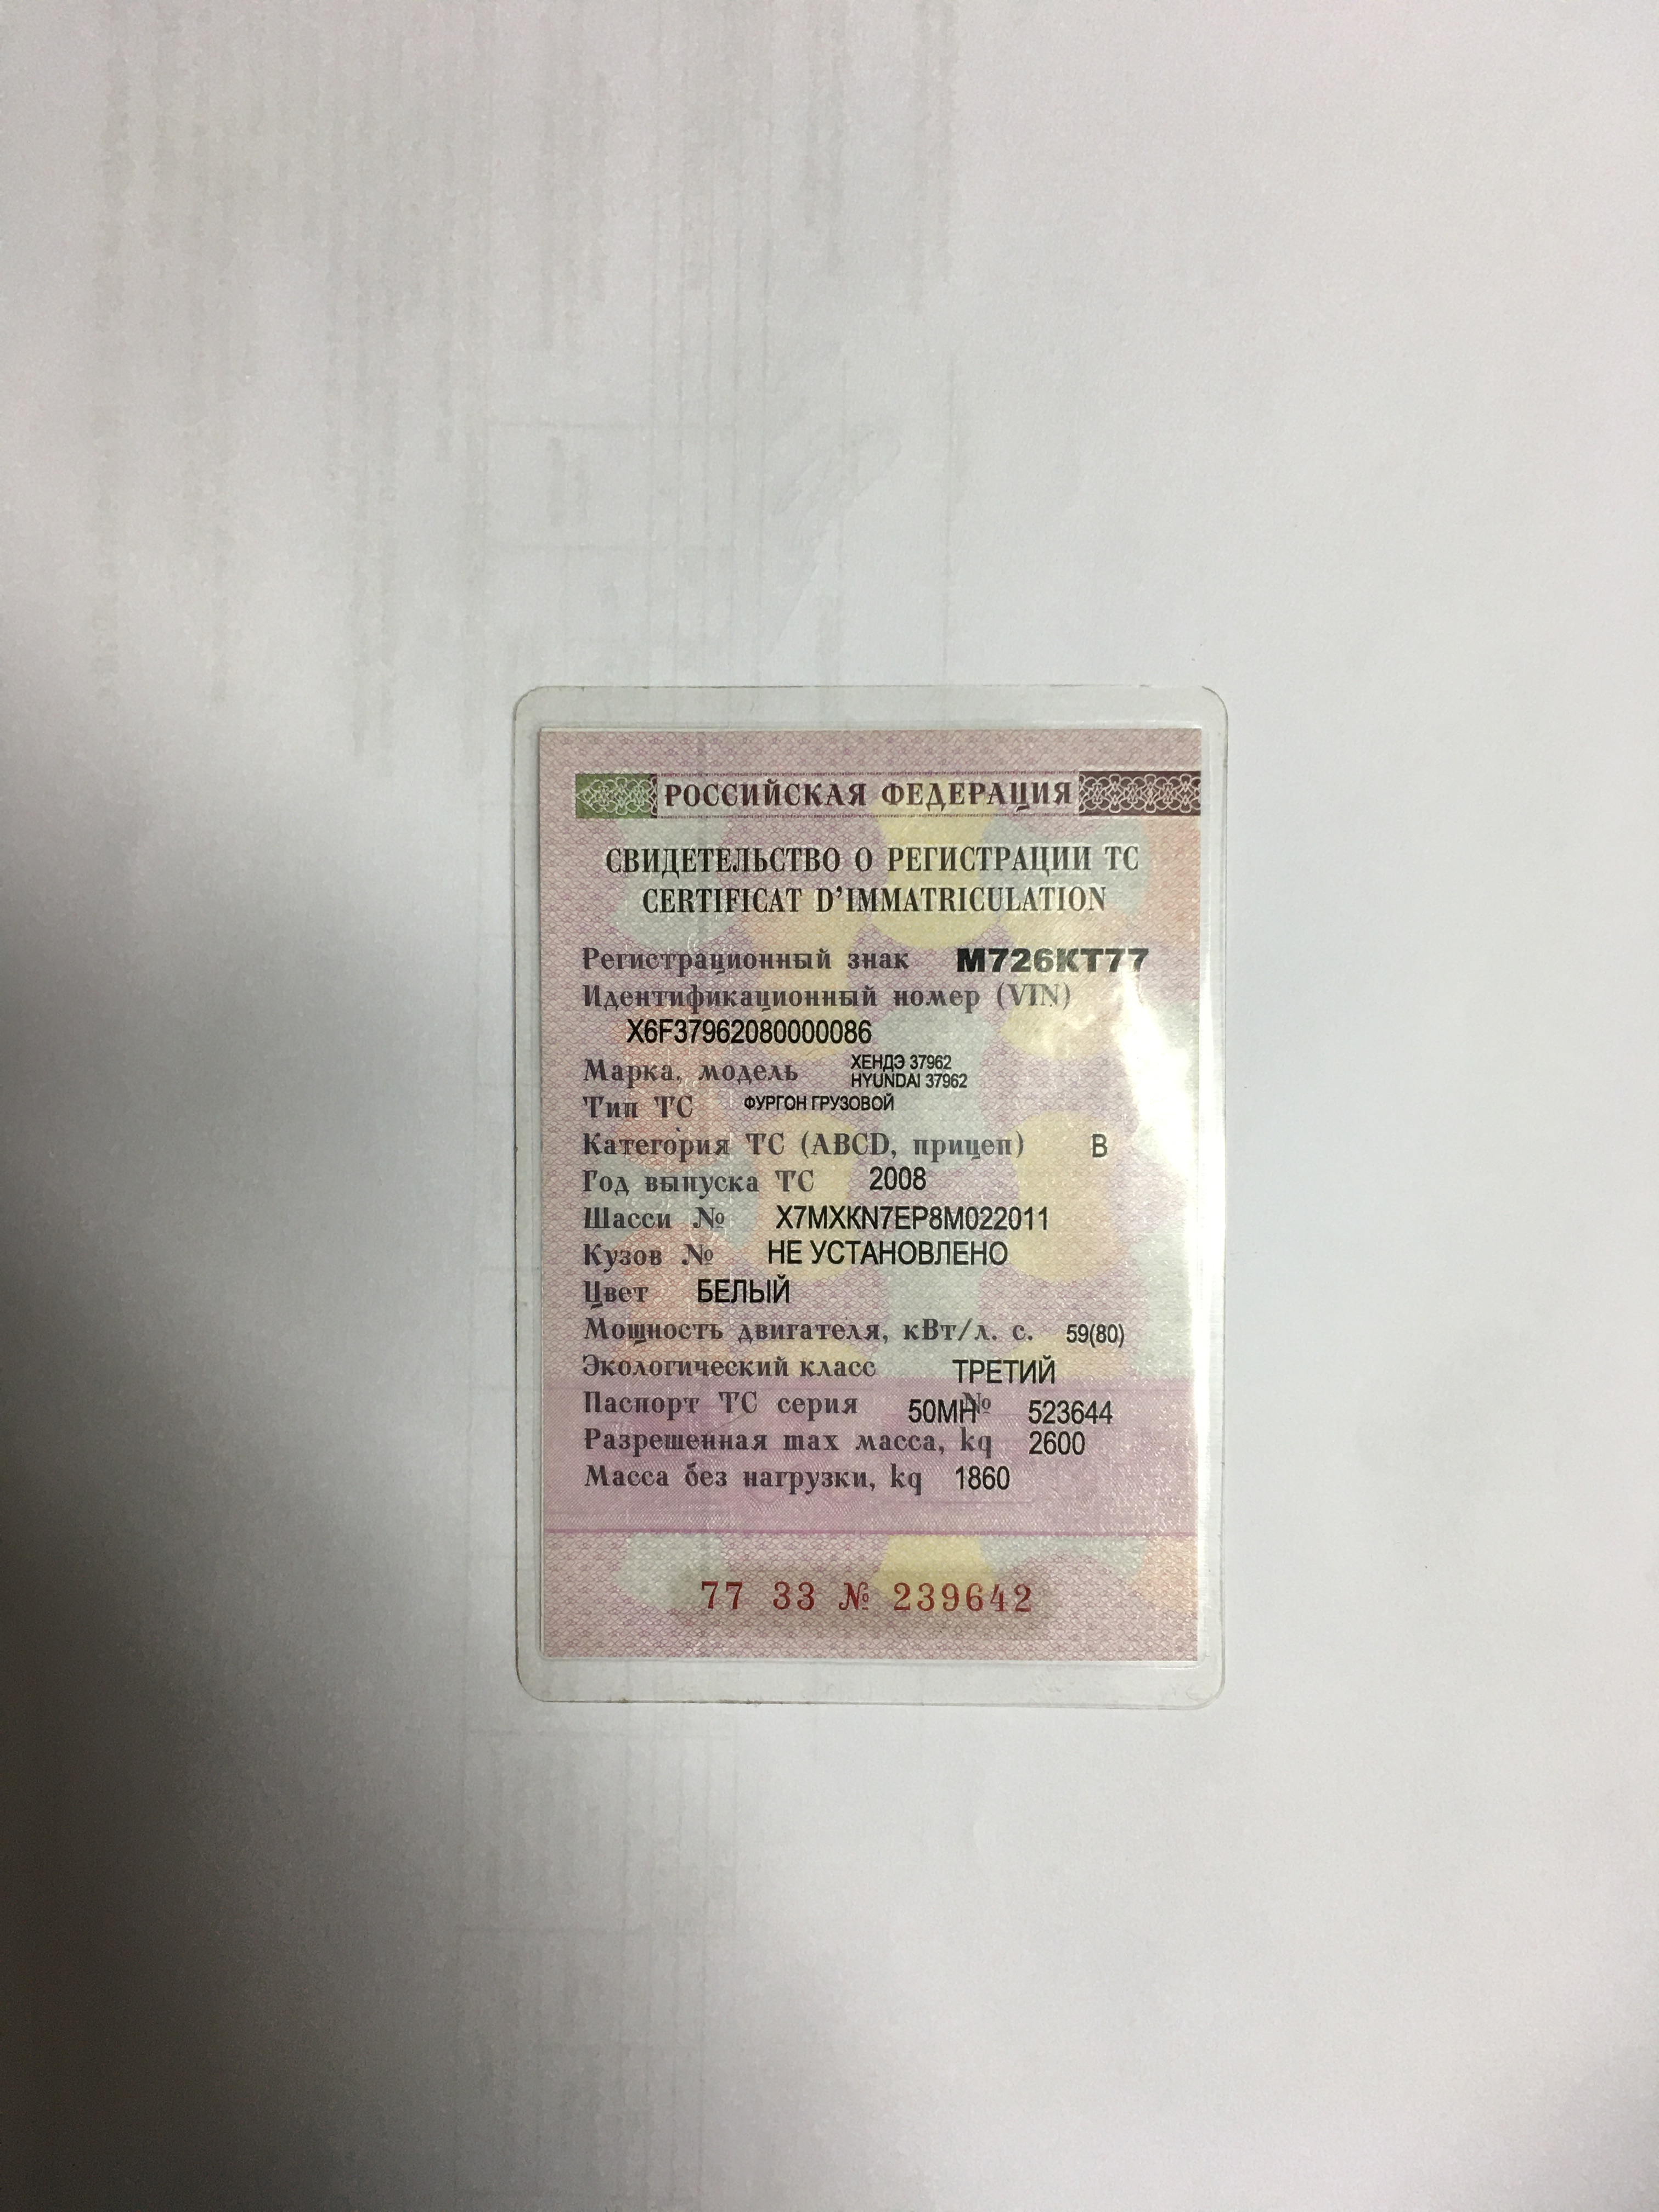 РОССИЙСКАЯ ФЕДЕРАЦИЯ
СВИДЕТЕЛЬСТВО О РЕГИСТРАЦИИ ТС
CERTIFICAT D'IMMATRICULATION
Регистрационный знак М726КТ77
Идентификационный номер (VIN)
X6F37962080000086
Марка, модель ХЕНДЭ 37962
HYUNDAI 37962
Тип ТС ФУРГОН ГРУЗОВОЙ
Категория ТС (ABCD, прицеп) В
Год выпуска ТС 2008
Шасси № X7MXKN7EP8M022011
Кузов № НЕ УСТАНОВЛЕНО
Цвет БЕЛЫЙ
Мощность двигателя, кВт/л. с. 59(80)
Экологический класс ТРЕТИЙ
Паспорт ТС серия 50МН № 523644
Разрешенная max масса, kq 2600
Масса без нагрузки, kq 1860
77 33 № 239642